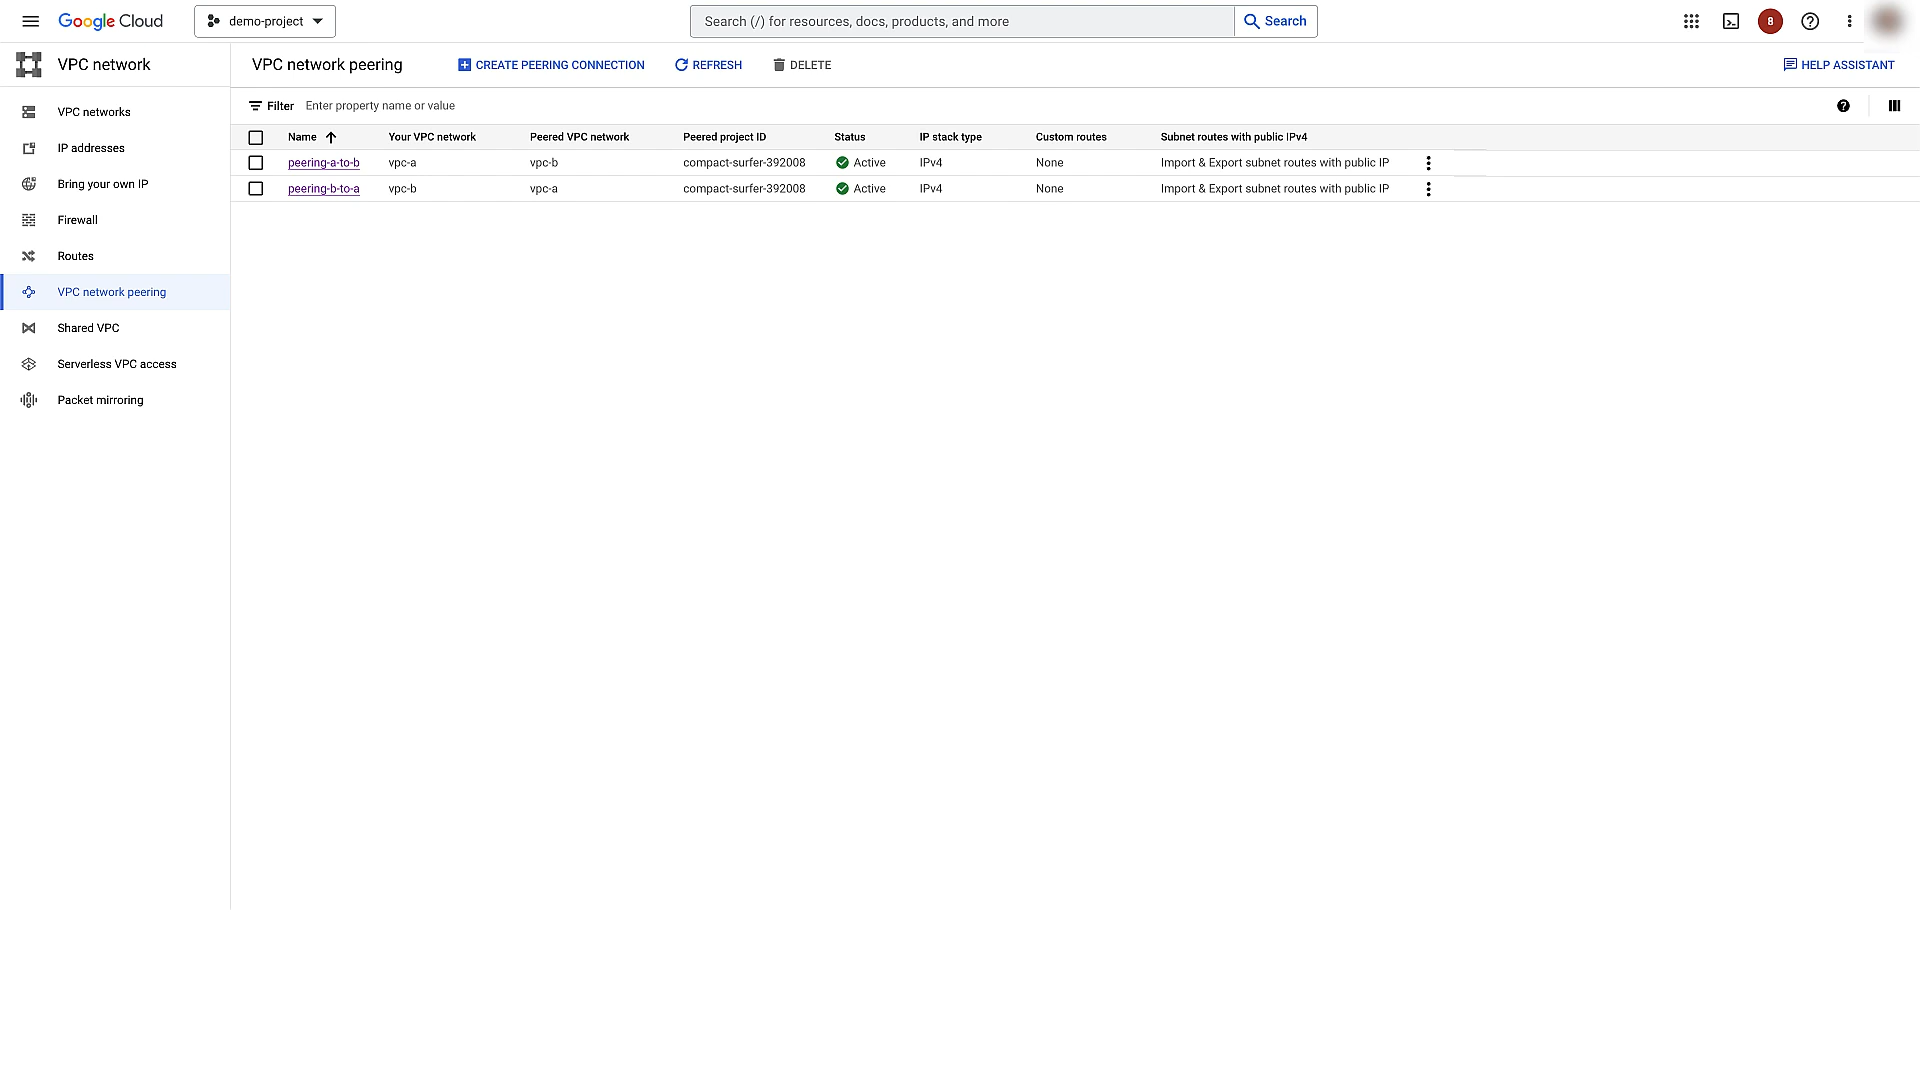 Google Cloud
demo-project
Search (/) for resources, docs, products, and more
Search
8
VPC network
VPC network peering
CREATE PEERING CONNECTION
REFRESH
DELETE
HELP ASSISTANT
VPC networks
IP addresses
Bring your own IP
Firewall
Routes
VPC network peering
Shared VPC
Serverless VPC access
Packet mirroring
Filter Enter property name or value
Name Your VPC network Peered VPC network Peered project ID Status IP stack type Custom routes Subnet routes with public IPv4
peering-a-to-b vpc-a vpc-b compact-surfer-392008 Active IPv4 None Import & Export subnet routes with public IP
peering-b-to-a vpc-b vpc-a compact-surfer-392008 Active IPv4 None Import & Export subnet routes with public IP